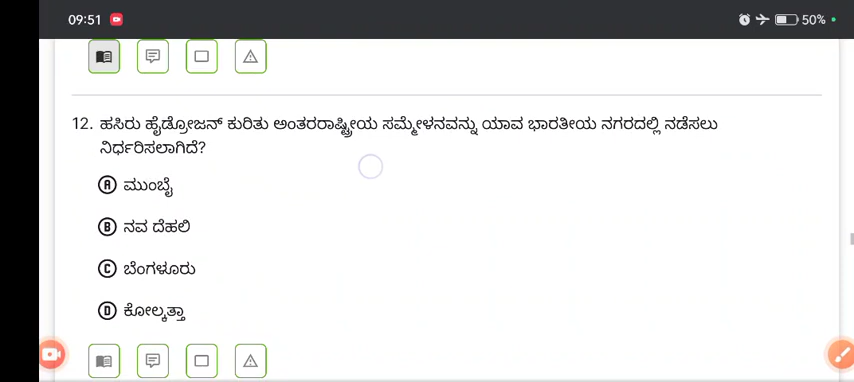 09:51
50%
12. ಹಸಿರು ಹೈಡ್ರೋಜನ್ ಕುರಿತು ಅಂತರರಾಷ್ಟ್ರೀಯ ಸಮ್ಮೇಳನವನ್ನು ಯಾವ ಭಾರತೀಯ ನಗರದಲ್ಲಿ ನಡೆಸಲು
ನಿರ್ಧರಿಸಲಾಗಿದೆ?
A ಮುಂಬೈ
B ನವ ದೆಹಲಿ
C ಬೆಂಗಳೂರು
D ಕೋಲ್ಕತ್ತಾ